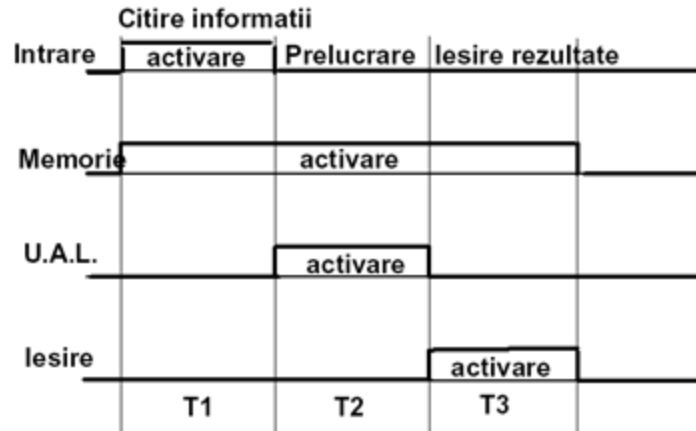 Citire informatii
Intrare activare Prelucrare Iesire rezultate
Memorie activare
U.A.L. activare
Iesire activare
T1 T2 T3